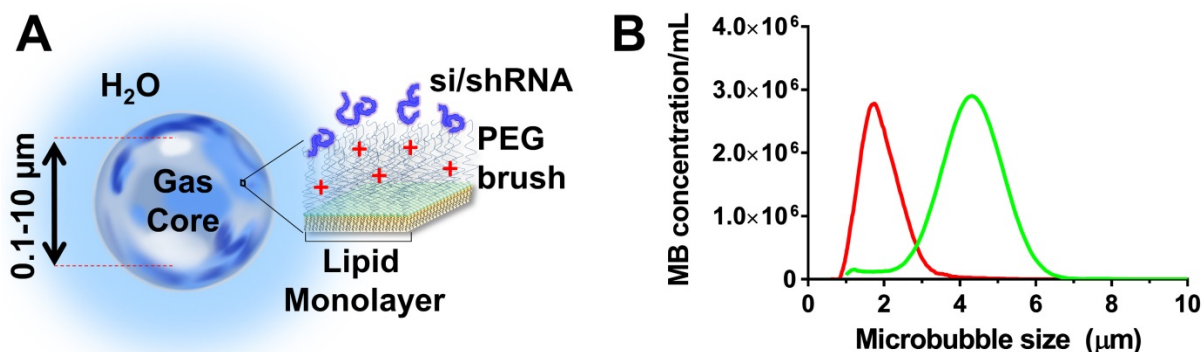 A
H₂O
0.1-10 μm
Gas
Core
si/shRNA
PEG
brush
+ + + + +
Lipid
Monolayer
B
MB concentration/mL
4.0×10⁶
3.0×10⁶
2.0×10⁶
1.0×10⁶
0
0 2 4 6 8 10
Microbubble size (μm)